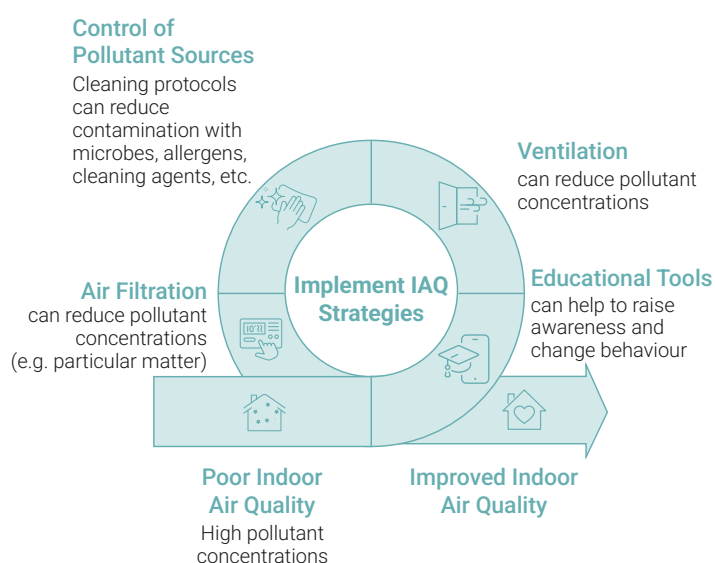 Control of
Pollutant Sources
Cleaning protocols
can reduce
contamination with
microbes, allergens,
cleaning agents, etc.
Ventilation
can reduce pollutant
concentrations
Implement IAQ
Strategies
Air Filtration
can reduce pollutant
concentrations
(e.g. particular matter)
Educational Tools
can help to raise
awareness and
change behaviour
Poor Indoor
Air Quality
High pollutant
concentrations
Improved Indoor
Air Quality